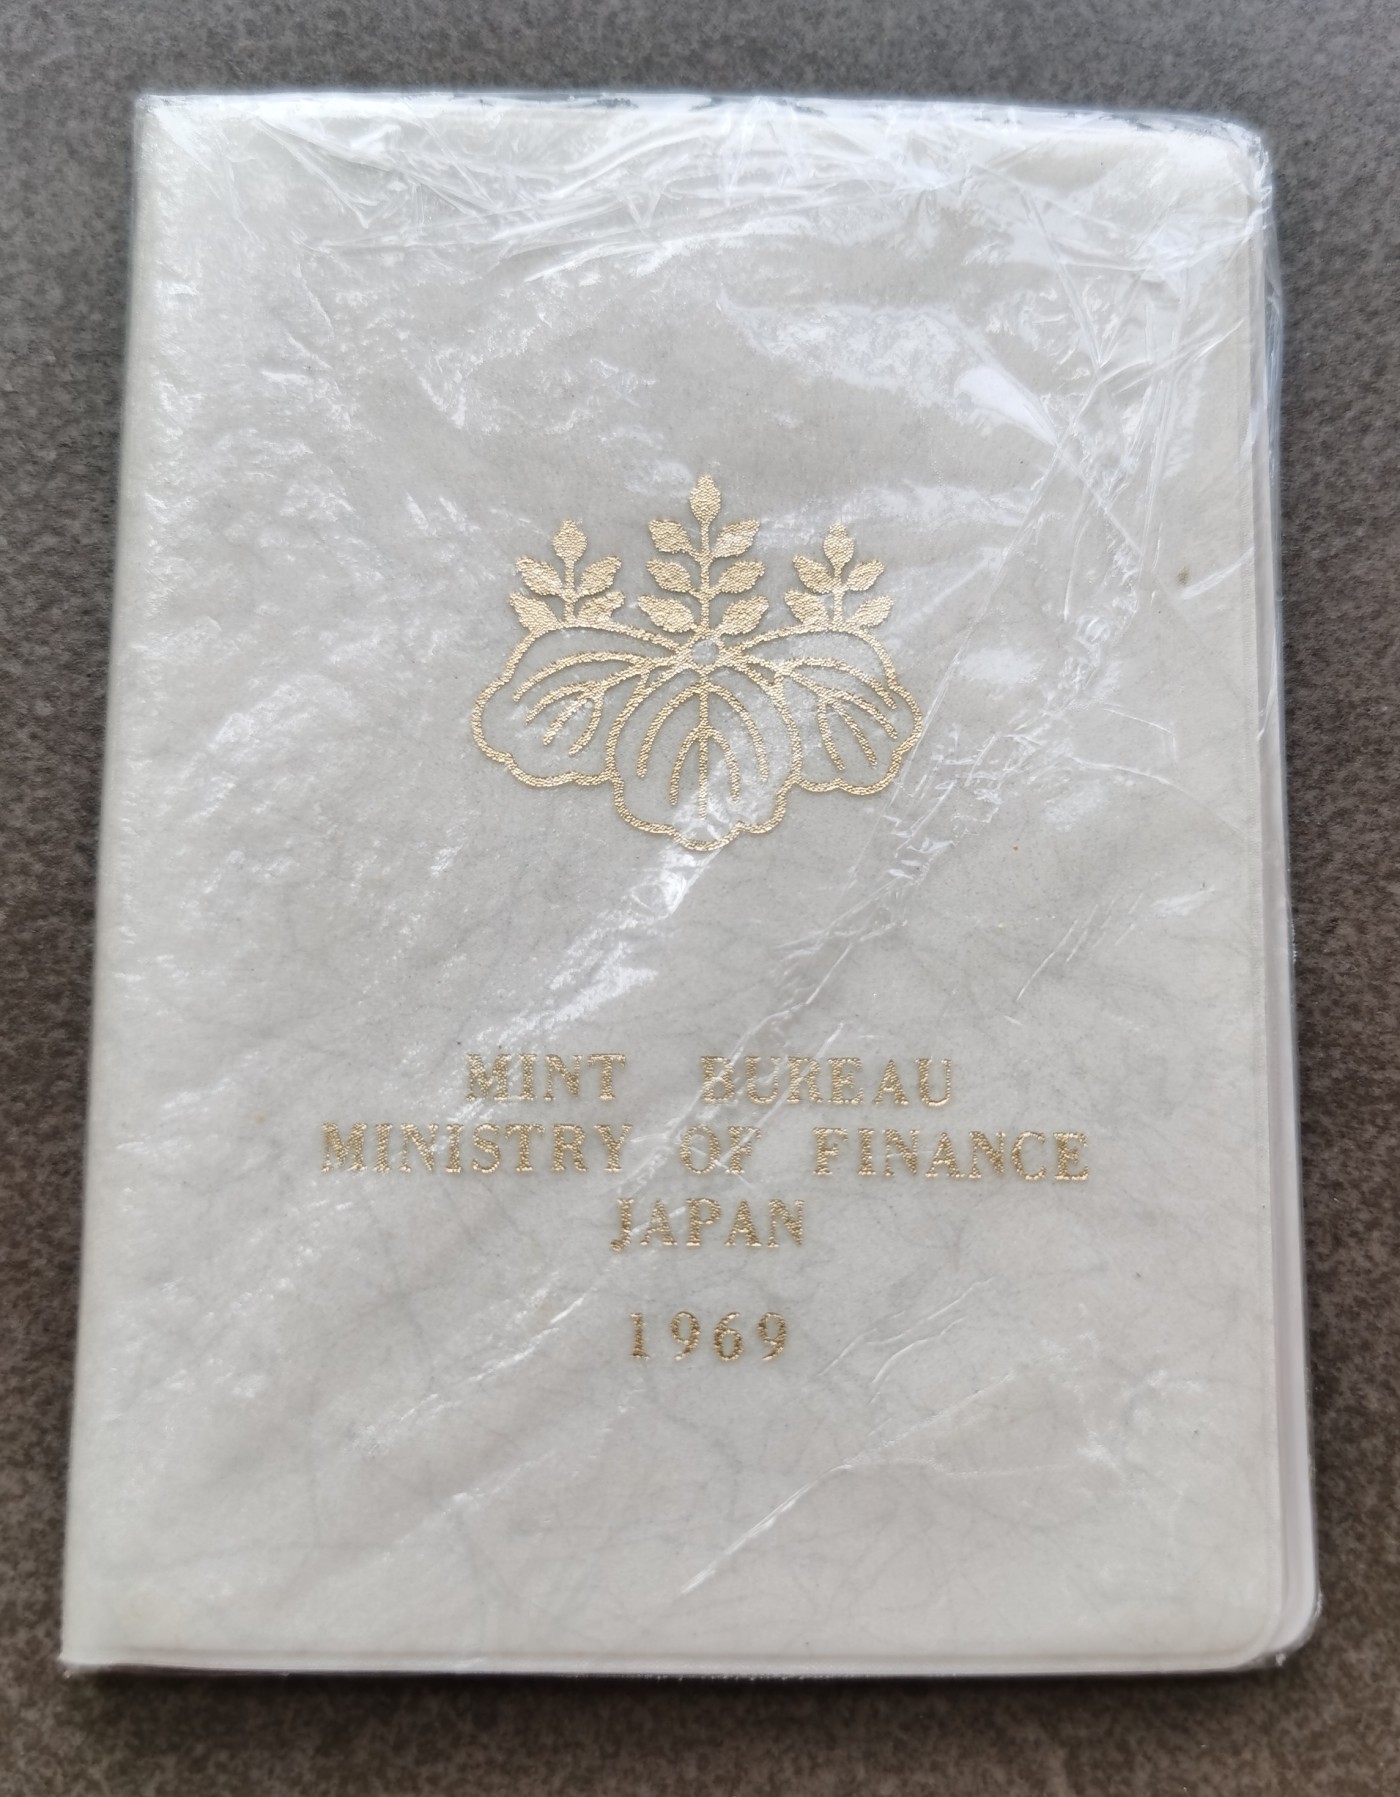 MINT BUREAU
MINISTRY OF FINANCE
JAPAN
1969